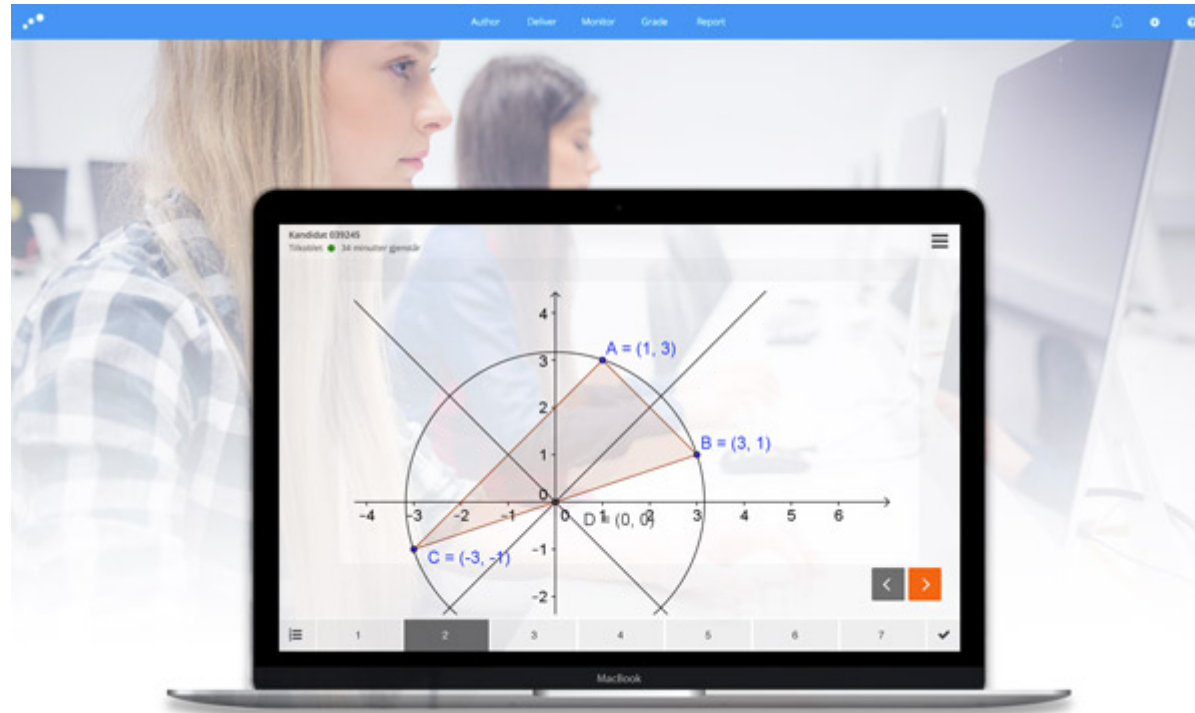 Author Deliver Monitor Grade Report
Kandidat 039245
Tilkoblet 34 minutter gjenstår
4
A = (1, 3)
3
2
B = (3, 1)
1
0
-4 -3 -2 -1 0 1 2 3 4 5 6
D = (0, 0)
C = (-3, -1)
-1
-2
1 2 3 4 5 6 7
MacBook